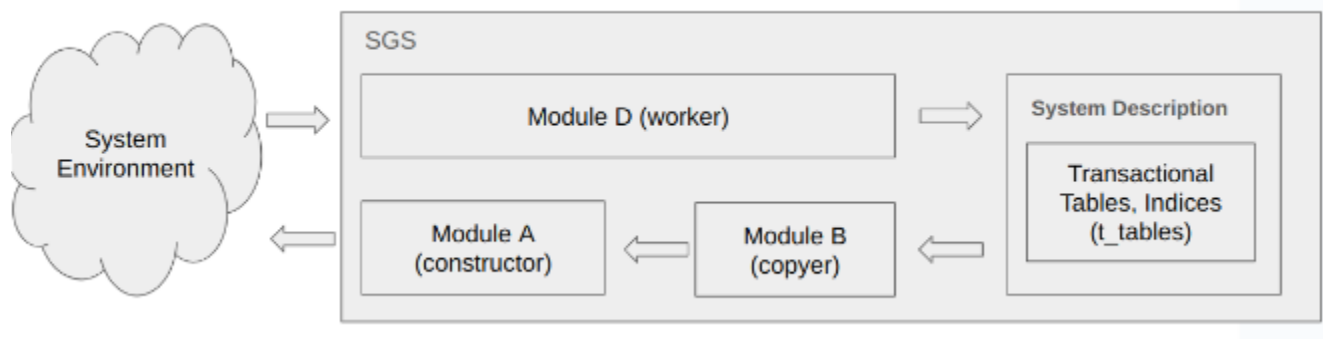 SGS
System
Environment
Module D (worker)
System Description
Transactional
Tables, Indices
(t_tables)
Module A
(constructor)
Module B
(copyer)